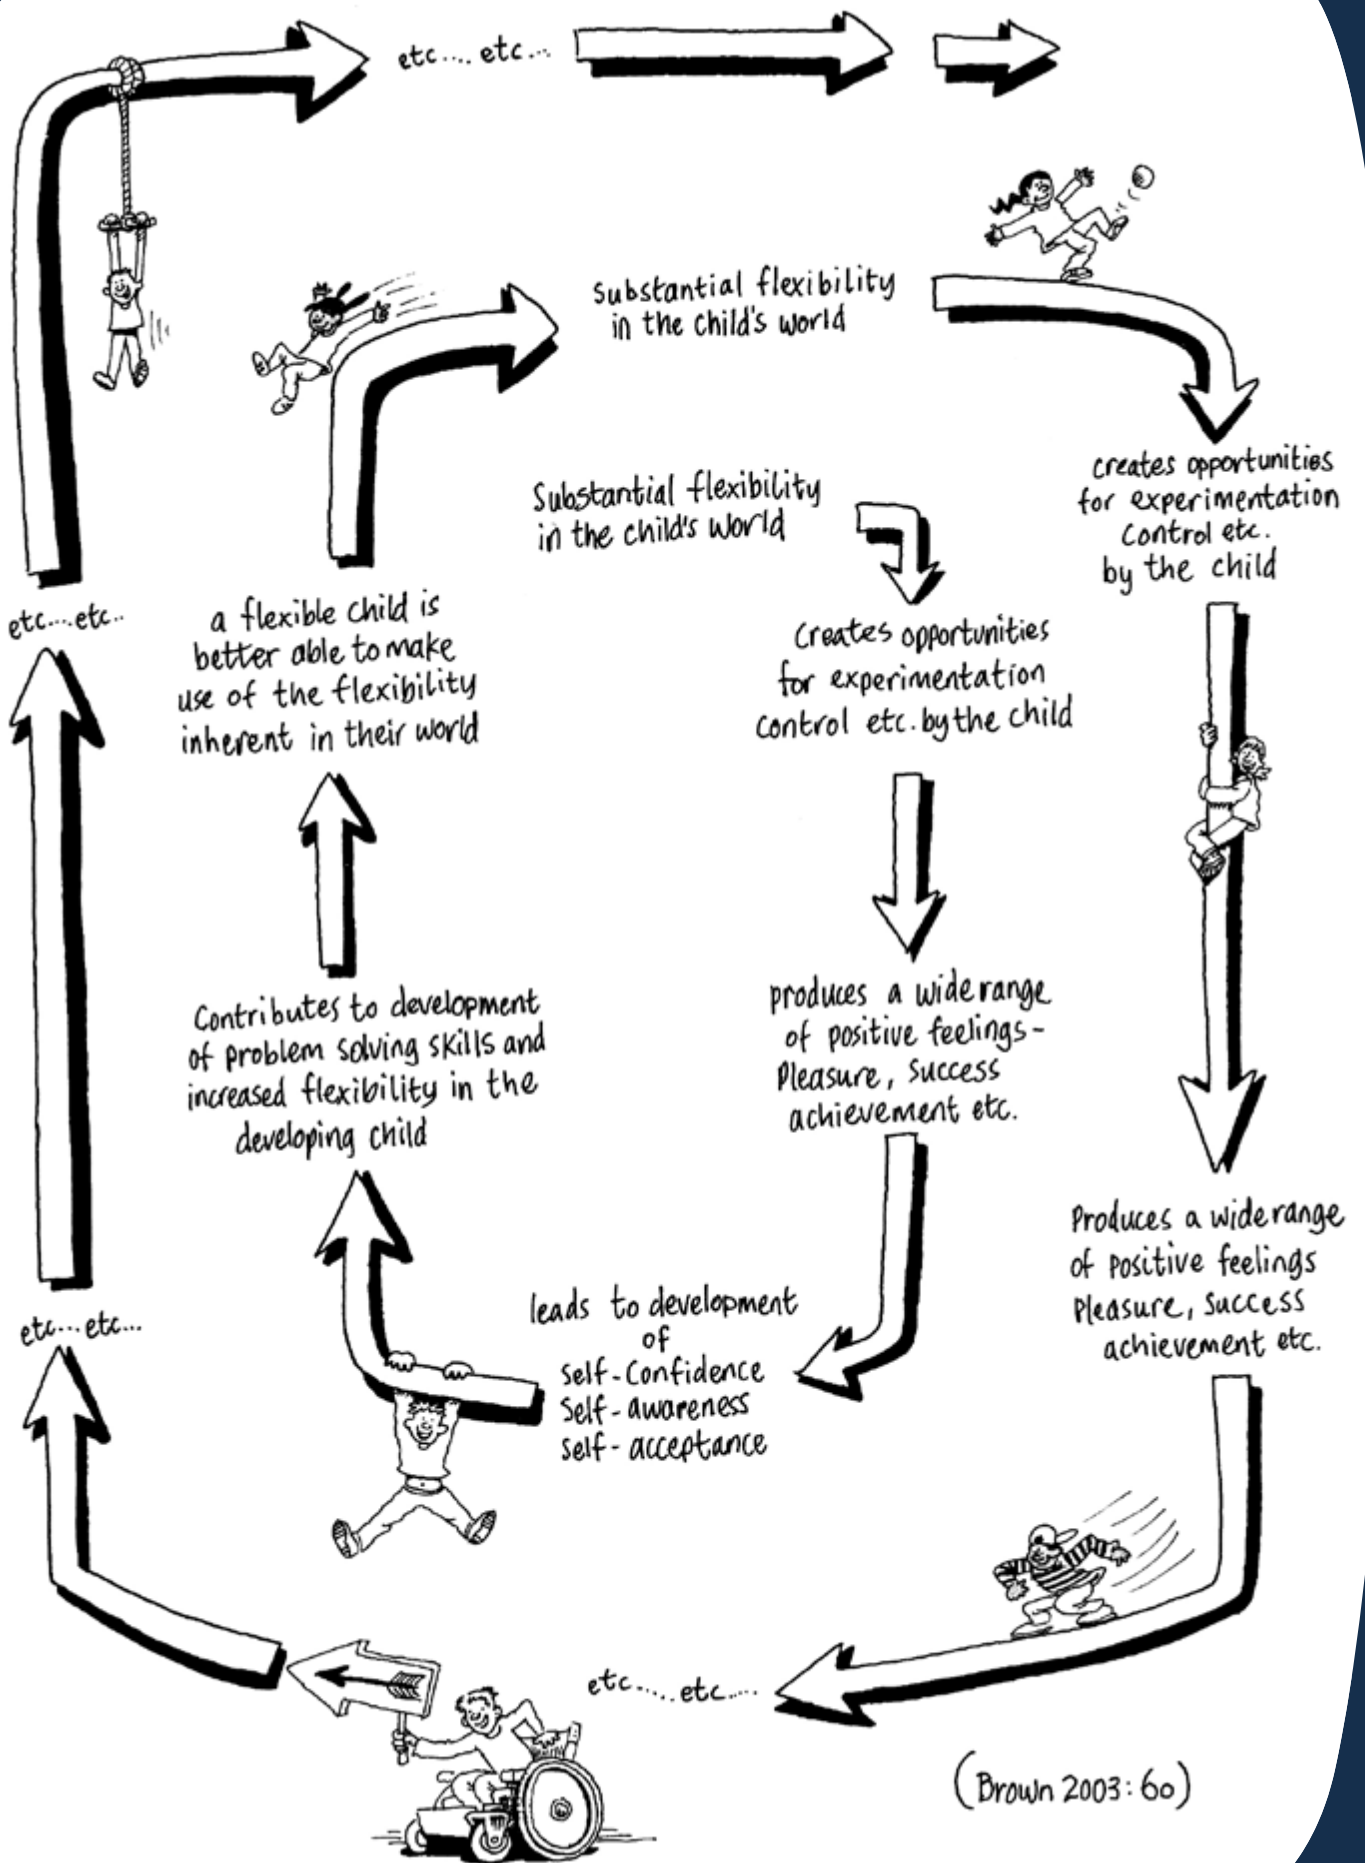 etc.... etc...
Substantial flexibility
in the child's world
creates opportunities
for experimentation
Control etc.
by the child
Substantial flexibility
in the child's world
Creates opportunities
for experimentation
control etc. by the child
a flexible child is
better able to make
use of the flexibility
inherent in their world
etc....etc..
Contributes to development
of problem solving skills and
increased flexibility in the
developing child
produces a wide range
of positive feelings-
Pleasure, success
achievement etc.
Produces a wide range
of positive feelings
Pleasure, success
achievement etc.
leads to development
of
self-Confidence
Self-awareness
self-acceptance
etc...etc...
etc..... etc.....
(Brown 2003:60)